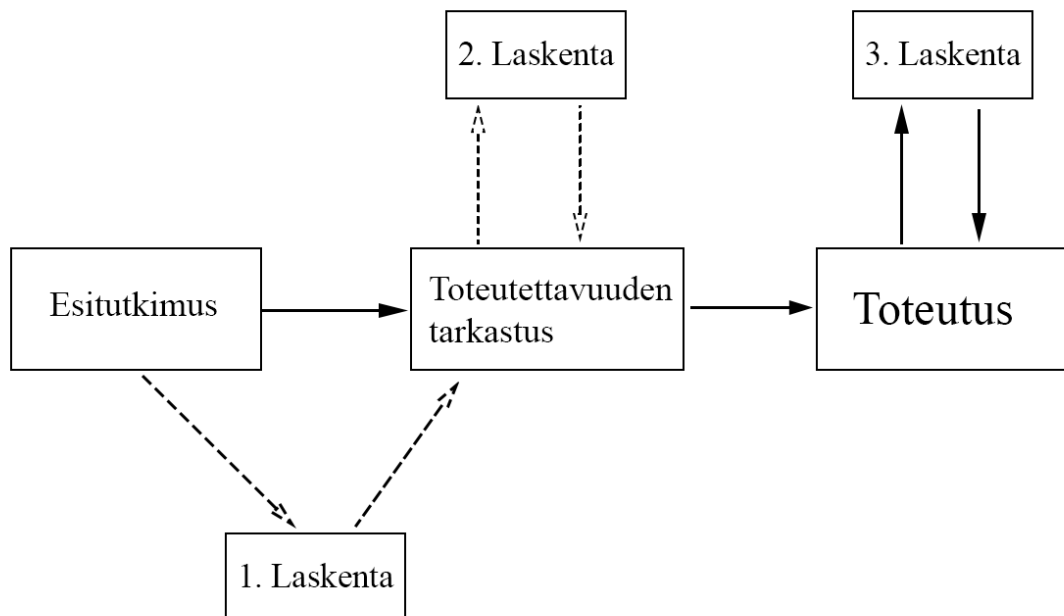 2. Laskenta
3. Laskenta
Esitutkimus
Toteutettavuuden
tarkastus
Toteutus
1. Laskenta